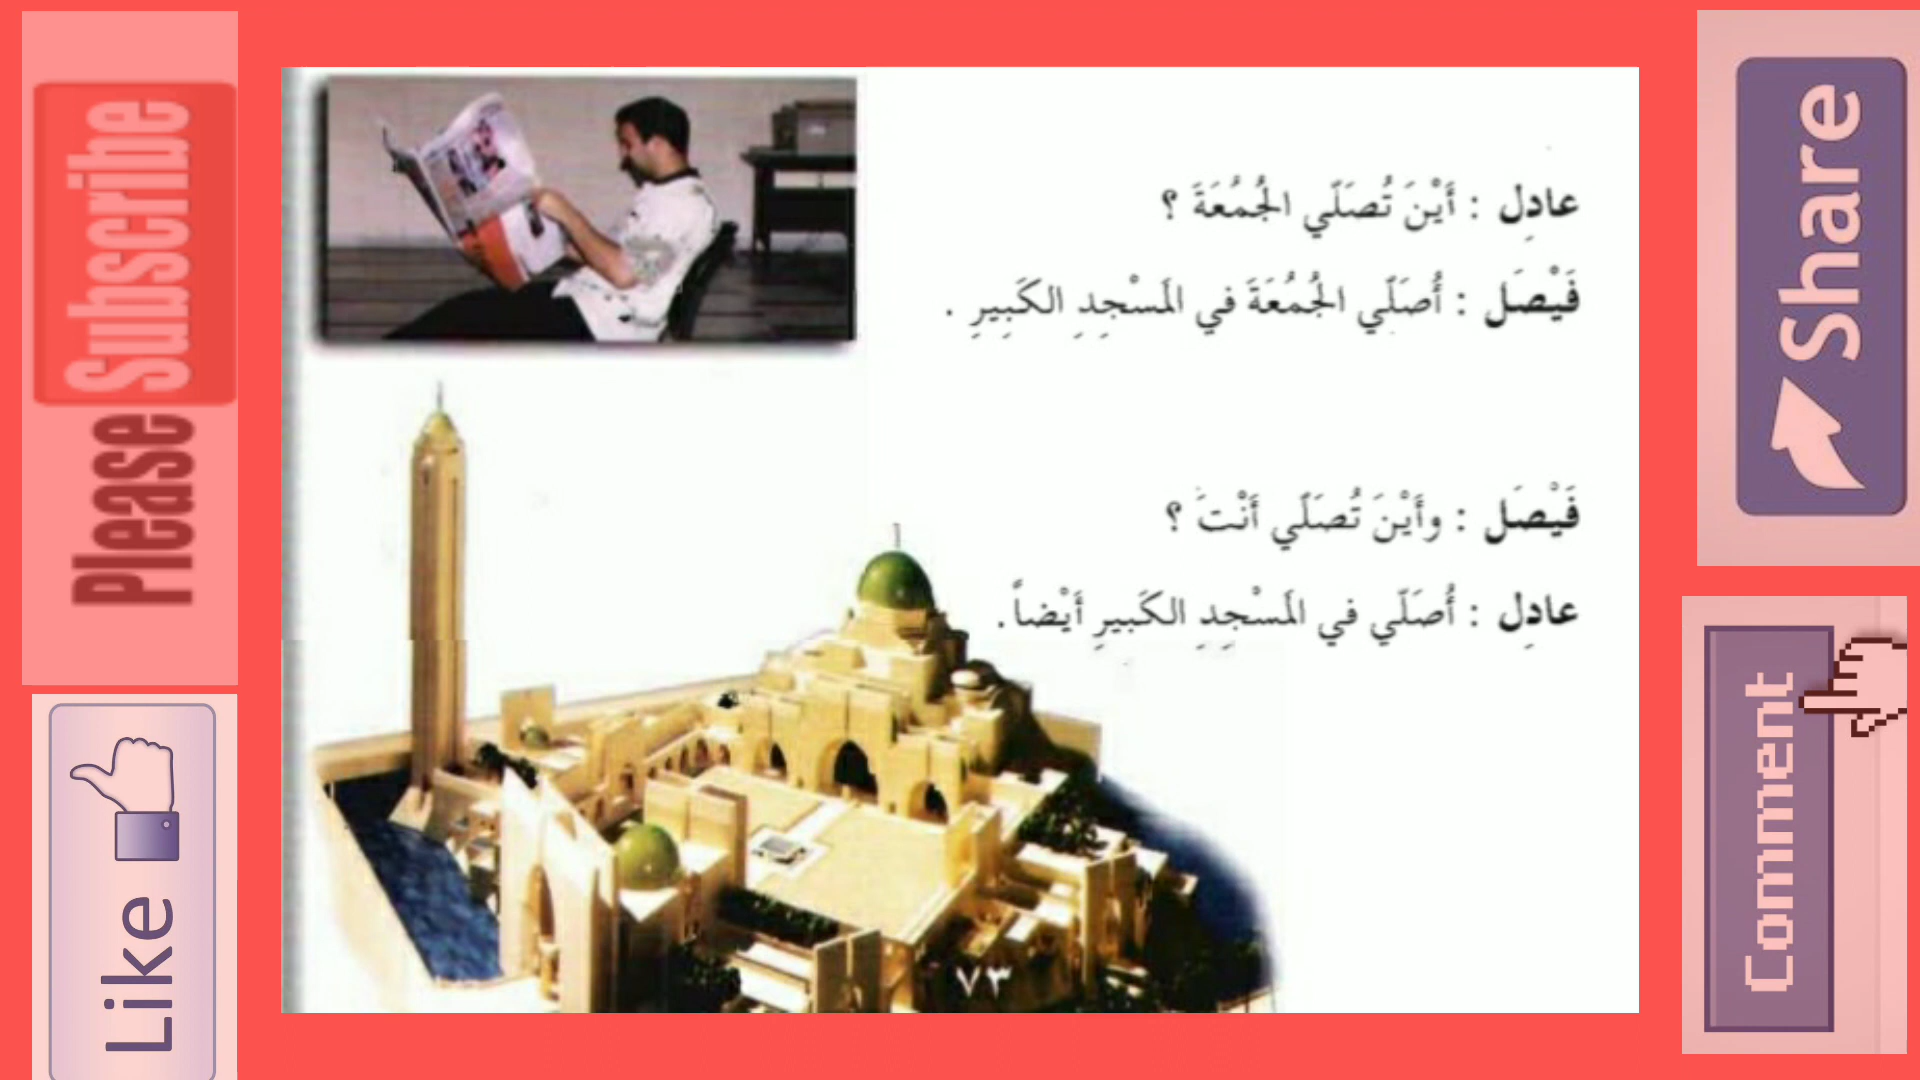 Please Subscribe
Like
عادِل : أَيْنَ تُصَلِّي الجُمُعَةَ ؟
فَيْصَل : أُصَلِّي الجُمُعَةَ في المَسْجِدِ الكَبِيرِ .
فَيْصَل : وأَيْنَ تُصَلِّي أَنْتَ ؟
عادِل : أُصَلِّي في المَسْجِدِ الكَبيرِ أَيْضاً.
٧٣
Share
Comment